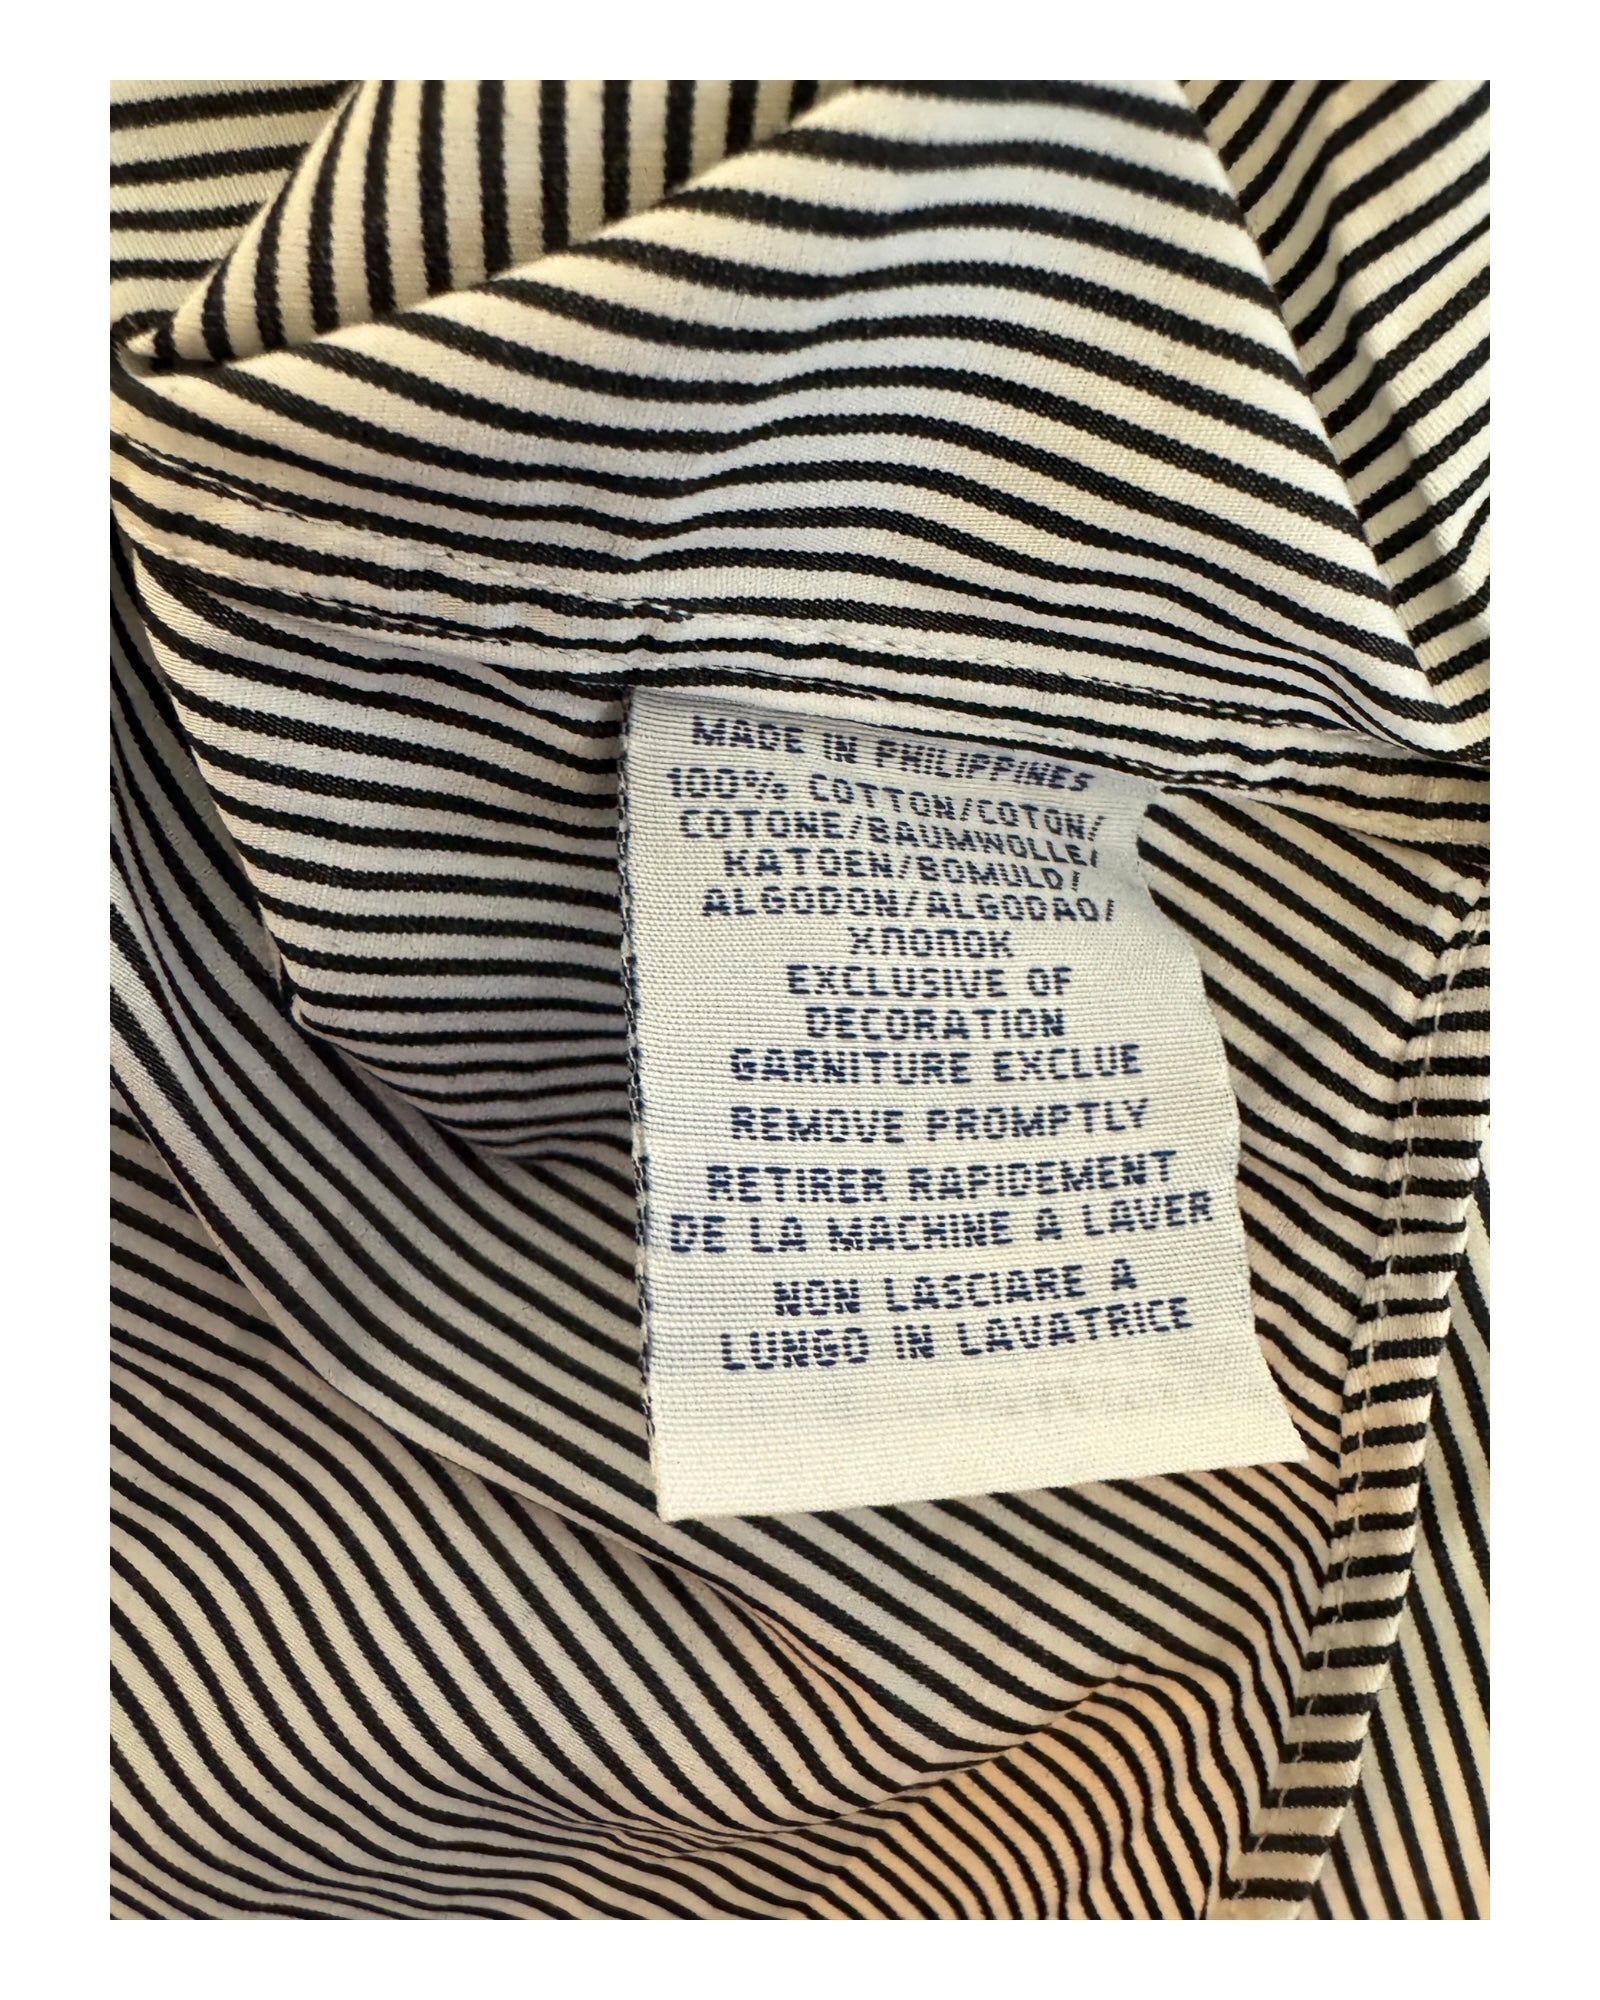 MADE IN PHILIPPINES
100% COTTON/COTON/
COTONE/BAUMWOLLE/
KATOEN/BOMULD/
ALGODON/ALGODAO/
ХЛОПОК
EXCLUSIVE OF
DECORATION
GARNITURE EXCLUE
REMOVE PROMPTLY
RETIRER RAPIDEMENT
DE LA MACHINE A LAVER
NON LASCIARE A
LUNGO IN LAVATRICE